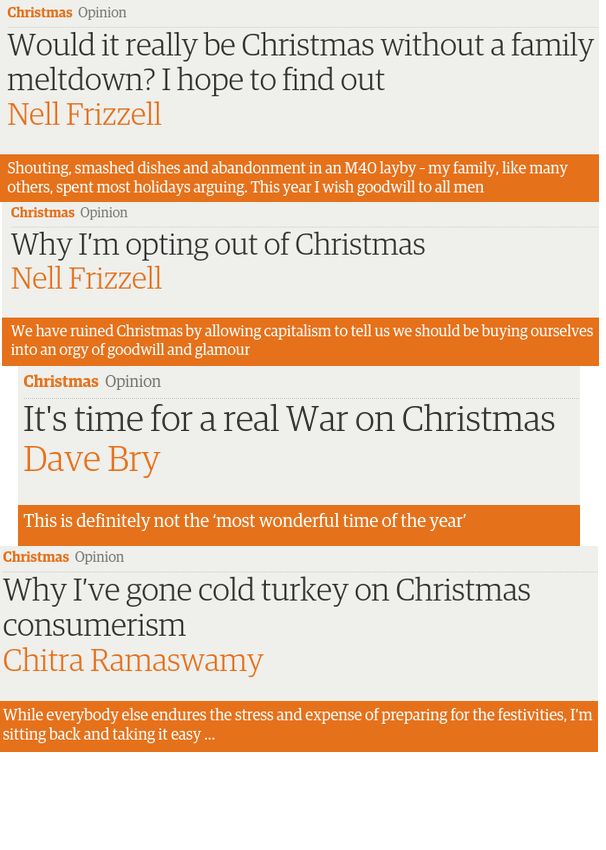 Christmas Opinion
Would it really be Christmas without a family
meltdown? I hope to find out
Nell Frizzell
Shouting, smashed dishes and abandonment in an M40 layby – my family, like many
others, spent most holidays arguing. This year I wish goodwill to all men
Christmas Opinion
Why I’m opting out of Christmas
Nell Frizzell
We have ruined Christmas by allowing capitalism to tell us we should be buying ourselves
into an orgy of goodwill and glamour
Christmas Opinion
It's time for a real War on Christmas
Dave Bry
This is definitely not the ‘most wonderful time of the year’
Christmas Opinion
Why I’ve gone cold turkey on Christmas
consumerism
Chitra Ramaswamy
While everybody else endures the stress and expense of preparing for the festivities, I’m
sitting back and taking it easy ...